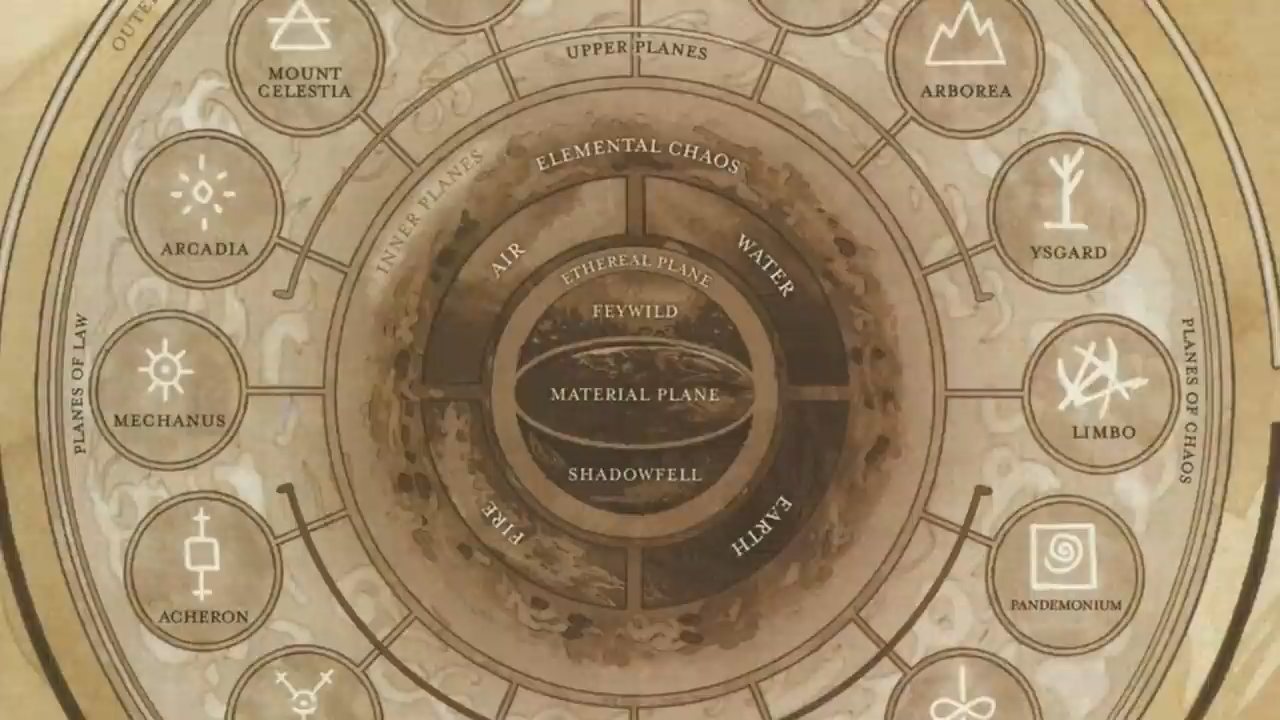 OUTER
UPPER PLANES
MOUNT
CELESTIA
ARBOREA
ELEMENTAL CHAOS
INNER PLANES
ARCADIA
YSGARD
AIR
WATER
ETHEREAL PLANE
FEYWILD
PLANES OF LAW
PLANES OF CHAOS
MATERIAL PLANE
MECHANUS
LIMBO
SHADOWFELL
FIRE
EARTH
ACHERON
PANDEMONIUM